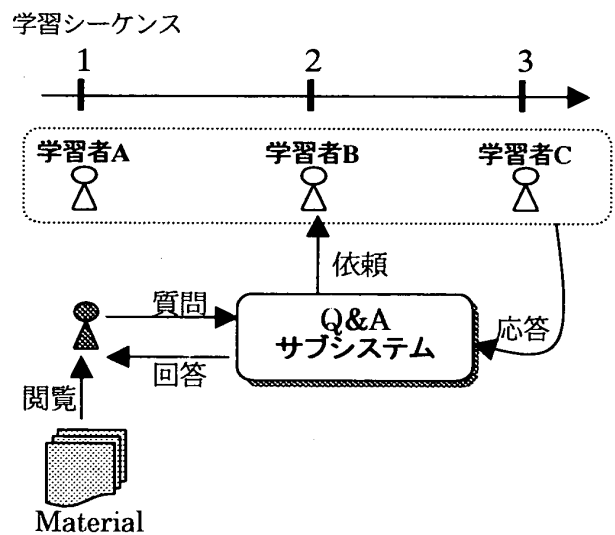 学習シーケンス
1 2 3
学習者A 学習者B 学習者C
依頼
質問
Q&A
サブシステム
応答
回答
閲覧
Material